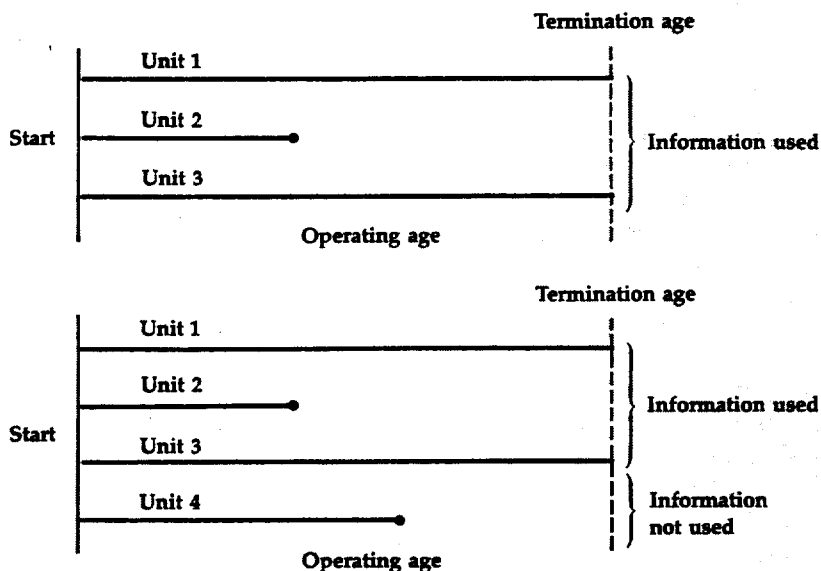 Termination age
Unit 1
Unit 2
Start
Information used
Unit 3
Operating age
Termination age
Unit 1
Unit 2
Information used
Start
Unit 3
Unit 4
Information
not used
Operating age